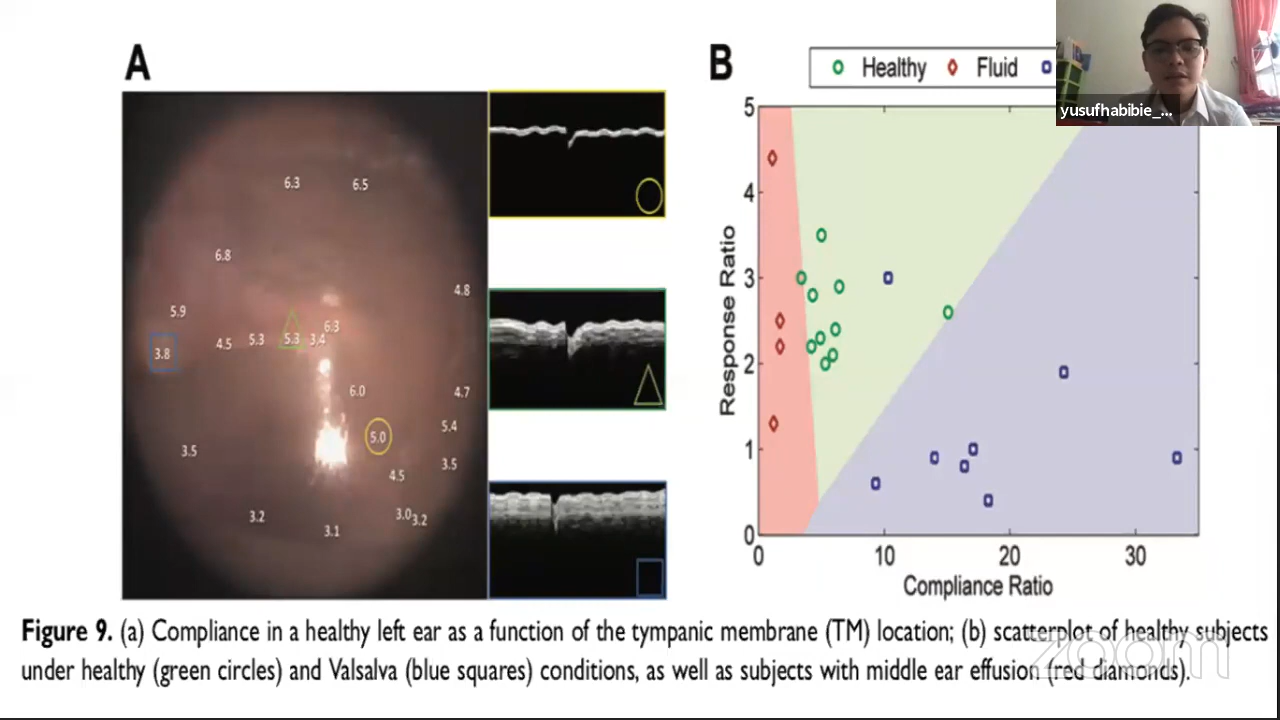 A
6.3 6.5
6.8
4.8
5.9
6.3
4.5 5.3 5.3 3.4
3.8
6.0 4.7
5.4
5.0
3.5
3.5
4.5
3.2 3.0 3.2
3.1
B
Healthy Fluid
yusufhabibie_...
5
4
3
2
1
0
Response Ratio
0 10 20 30
Compliance Ratio
Figure 9. (a) Compliance in a healthy left ear as a function of the tympanic membrane (TM) location; (b) scatterplot of healthy subjects
under healthy (green circles) and Valsalva (blue squares) conditions, as well as subjects with middle ear effusion (red diamonds).
zoom